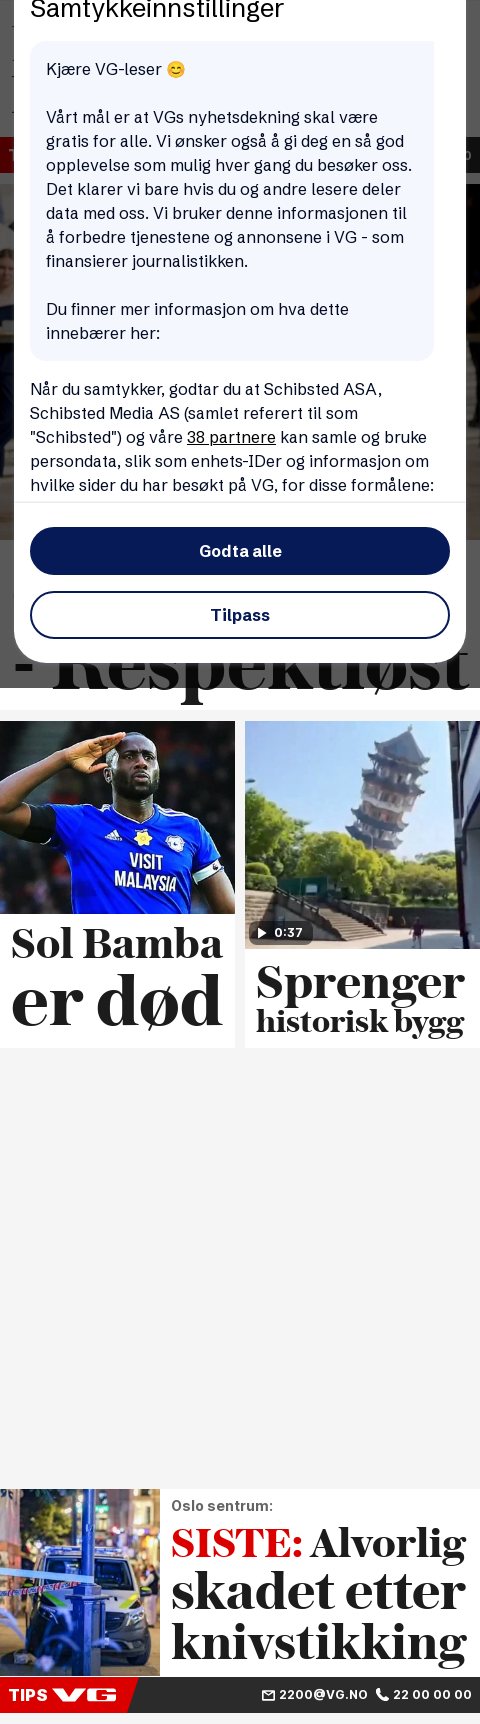 Samtykkeinnstillinger
Kjære VG-leser 😊
Vårt mål er at VGs nyhetsdekning skal være
gratis for alle. Vi ønsker også å gi deg en så god
opplevelse som mulig hver gang du besøker oss.
Det klarer vi bare hvis du og andre lesere deler
data med oss. Vi bruker denne informasjonen til
å forbedre tjenestene og annonsene i VG - som
finansierer journalistikken.
Du finner mer informasjon om hva dette
innebærer her:
Når du samtykker, godtar du at Schibsted ASA,
Schibsted Media AS (samlet referert til som
"Schibsted") og våre 38 partnere kan samle og bruke
persondata, slik som enhets-IDer og informasjon om
hvilke sider du har besøkt på VG, for disse formålene:
Godta alle
Tilpass
- Respektløst
VISIT
MALAYSIA
Sol Bamba
er død
0:37
Sprenger
historisk bygg
Oslo sentrum:
SISTE: Alvorlig
skadet etter
knivstikking
TIPS VG 2200@VG.NO 22 00 00 00